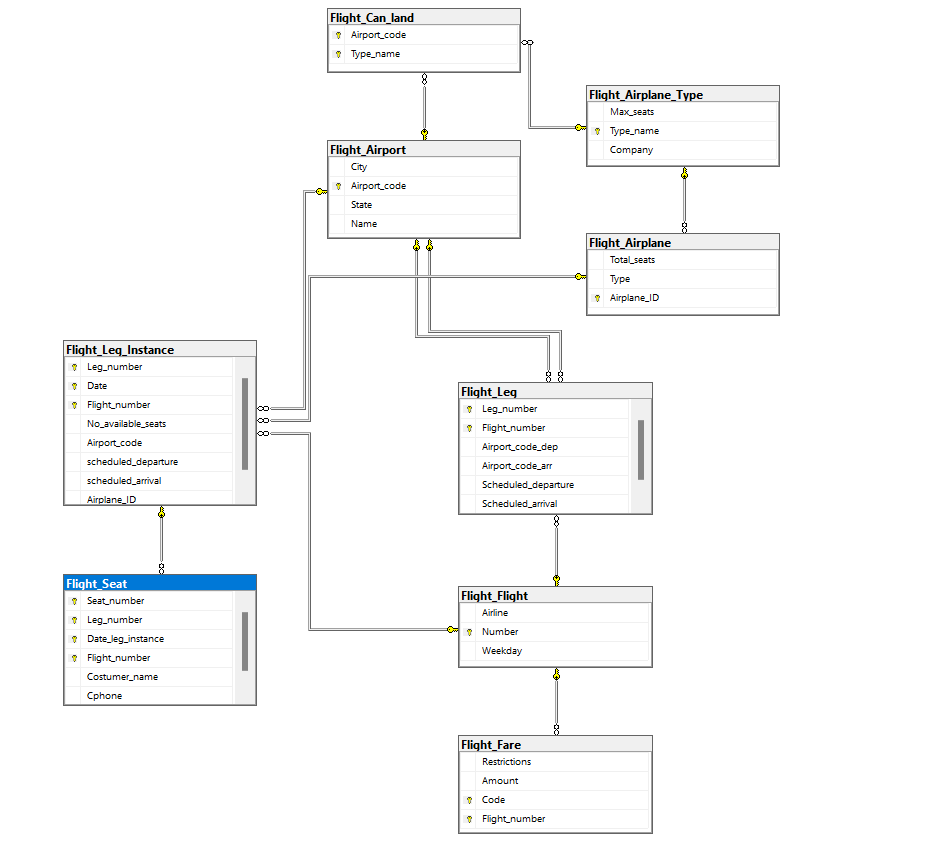 Flight_Can_land
Airport_code
Type_name
Flight_Airplane_Type
Max_seats
Type_name
Company
Flight_Airport
City
Airport_code
State
Name
Flight_Airplane
Total_seats
Type
Airplane_ID
Flight_Leg_Instance
Leg_number
Date
Flight_number
No_available_seats
Airport_code
scheduled_departure
scheduled_arrival
Airplane_ID
Flight_Leg
Leg_number
Flight_number
Airport_code_dep
Airport_code_arr
Scheduled_departure
Scheduled_arrival
Flight_Seat
Seat_number
Leg_number
Date_leg_instance
Flight_number
Costumer_name
Cphone
Flight_Flight
Airline
Number
Weekday
Flight_Fare
Restrictions
Amount
Code
Flight_number